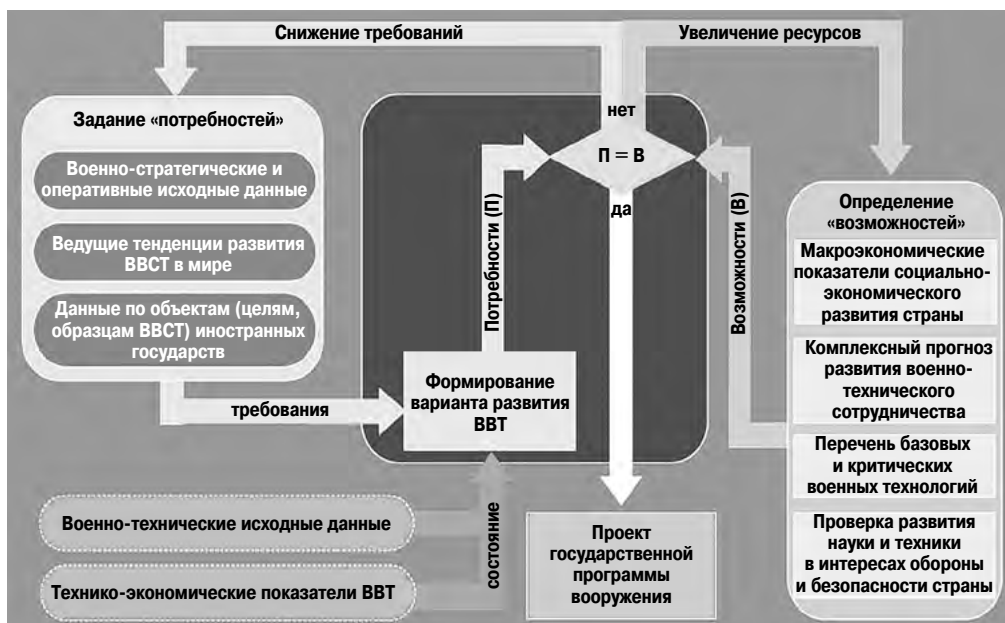 Снижение требований
Увеличение ресурсов
Задание «потребностей»
Военно-стратегические и
оперативные исходные данные
Ведущие тенденции развития
ВВСТ в мире
Данные по объектам (целям,
образцам ВВСТ) иностранных
государств
требования
нет
П = В
да
Потребности (П)
Возможности (В)
Формирование
варианта развития
ВВТ
Определение
«возможностей»
Макроэкономические
показатели социально-
экономического
развития страны
Комплексный прогноз
развития военно-
технического
сотрудничества
Перечень базовых
и критических
военных технологий
Проверка развития
науки и техники
в интересах обороны
и безопасности страны
Военно-технические исходные данные
Технико-экономические показатели ВВТ
состояние
Проект
государственной
программы
вооружения